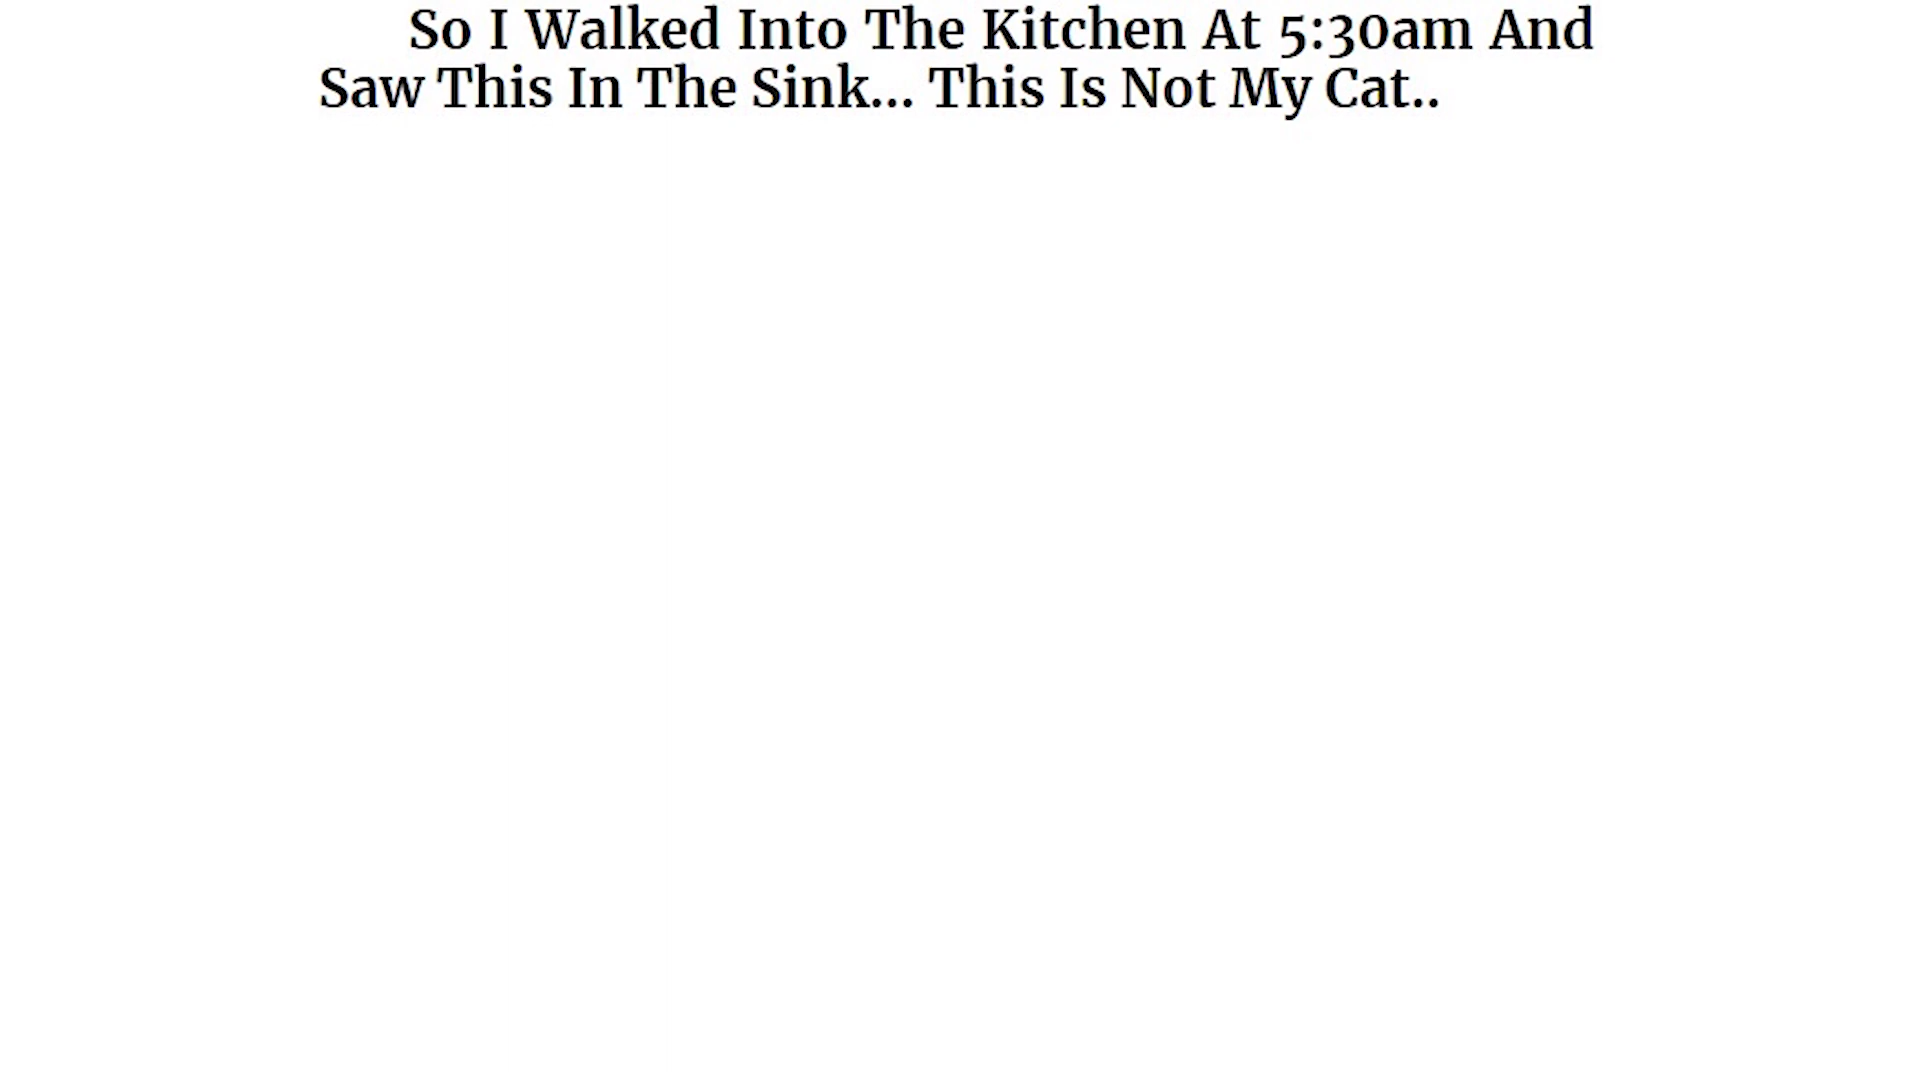 So I Walked Into The Kitchen At 5:30am And
Saw This In The Sink... This Is Not My Cat..